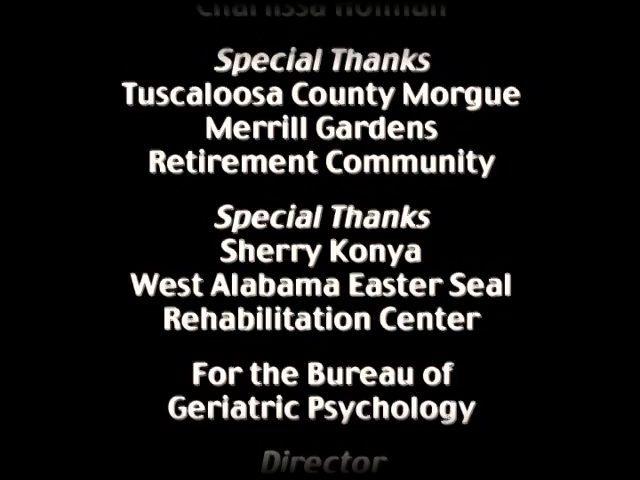 Special Thanks
Tuscaloosa County Morgue
Merrill Gardens
Retirement Community
Special Thanks
Sherry Konya
West Alabama Easter Seal
Rehabilitation Center
For the Bureau of
Geriatric Psychology
Director